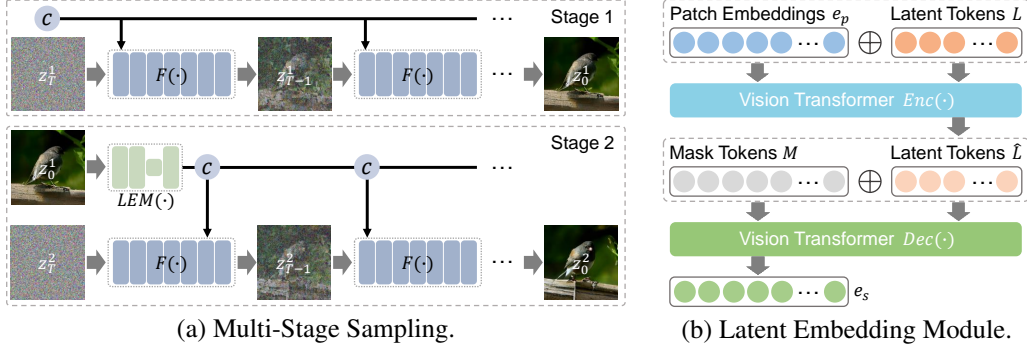 c
Stage 1
z_T^1
F(·)
z_{T-1}^1
F(·)
···
z_0^1
Stage 2
z_0^1
LEM(·)
c
c
···
z_T^2
F(·)
z_{T-1}^2
F(·)
···
z_0^2
(a) Multi-Stage Sampling.
Patch Embeddings e_p
Latent Tokens L
··· ⊕ ···
Vision Transformer Enc(·)
Mask Tokens M
Latent Tokens L̂
··· ⊕ ···
Vision Transformer Dec(·)
··· e_s
(b) Latent Embedding Module.